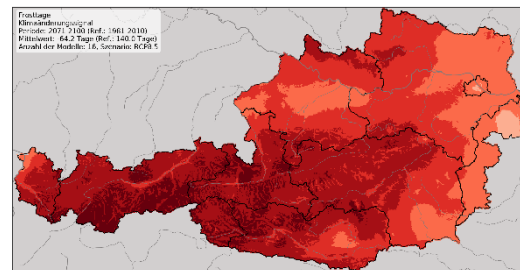 Frosttage
Klimaänderungssignal
Periode: 2071-2100 (Ref.: 1981-2010)
Mittelwert: -64.2 Tage (Ref.: 140.0 Tage)
Anzahl der Modelle: 16, Szenario: RCP8.5